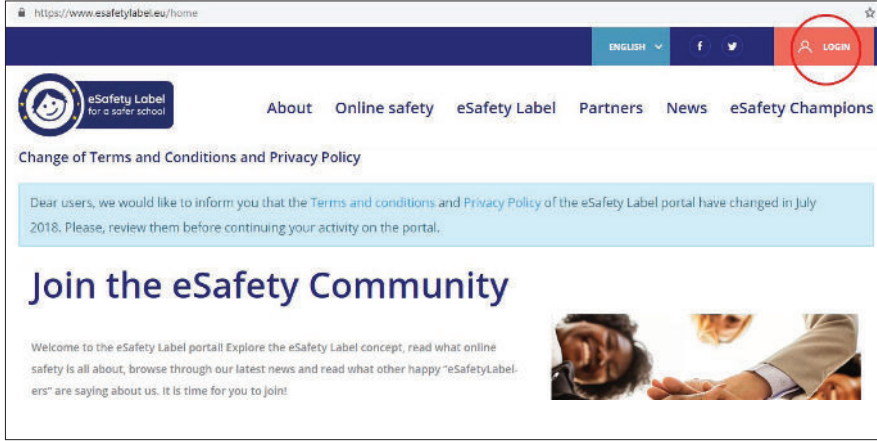 https://www.esafetylabel.eu/home
ENGLISH
f
LOGIN
eSafety Label
for a safer school
About Online safety eSafety Label Partners News eSafety Champions
Change of Terms and Conditions and Privacy Policy
Dear users, we would like to inform you that the Terms and conditions and Privacy Policy of the eSafety Label portal have changed in July
2018. Please, review them before continuing your activity on the portal.
Join the eSafety Community
Welcome to the eSafety Label portal! Explore the eSafety Label concept, read what online
safety is all about, browse through our latest news and read what other happy "eSafetyLabel-
ers" are saying about us. It is time for you to join!